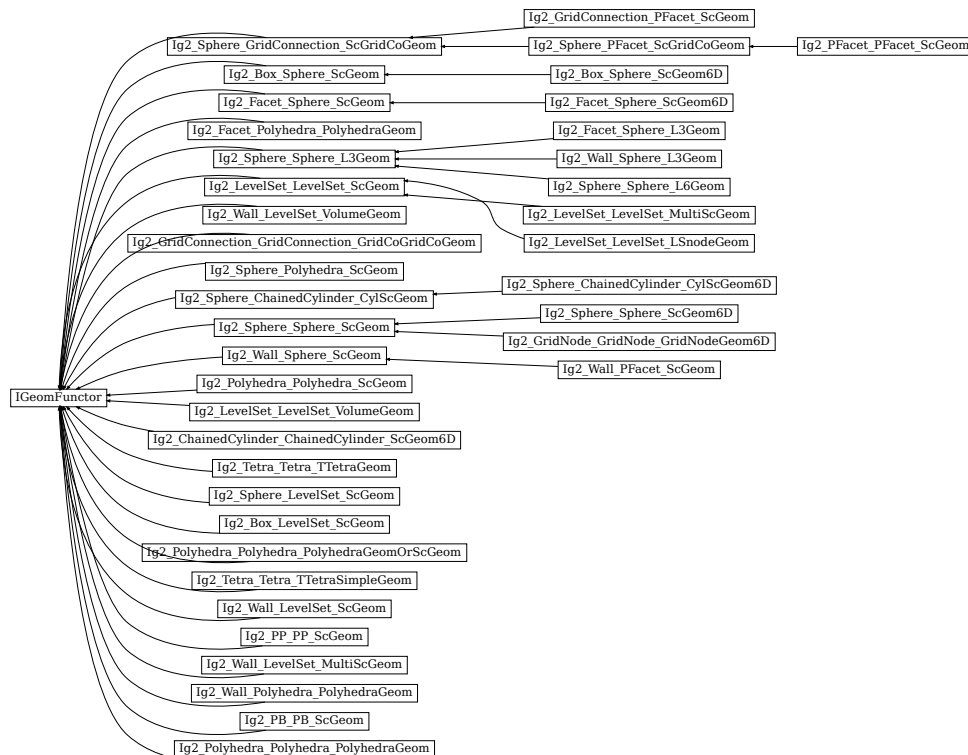 Ig2_GridConnection_PFacet_ScGeom
Ig2_Sphere_GridConnection_ScGridCoGeom
Ig2_Sphere_PFacet_ScGridCoGeom
Ig2_PFacet_PFacet_ScGeom
Ig2_Box_Sphere_ScGeom
Ig2_Box_Sphere_ScGeom6D
Ig2_Facet_Sphere_ScGeom
Ig2_Facet_Sphere_ScGeom6D
Ig2_Facet_Polyhedra_PolyhedraGeom
Ig2_Facet_Sphere_L3Geom
Ig2_Sphere_Sphere_L3Geom
Ig2_Wall_Sphere_L3Geom
Ig2_Sphere_Sphere_L6Geom
Ig2_LevelSet_LevelSet_ScGeom
Ig2_LevelSet_LevelSet_MultiScGeom
Ig2_Wall_LevelSet_VolumeGeom
Ig2_LevelSet_LevelSet_LSnodeGeom
Ig2_GridConnection_GridConnection_GridCoGridCoGeom
Ig2_Sphere_Polyhedra_ScGeom
Ig2_Sphere_ChainedCylinder_CylScGeom6D
Ig2_Sphere_ChainedCylinder_CylScGeom
Ig2_Sphere_Sphere_ScGeom6D
Ig2_Sphere_Sphere_ScGeom
Ig2_GridNode_GridNode_GridNodeGeom6D
Ig2_Wall_Sphere_ScGeom
Ig2_Wall_PFacet_ScGeom
Ig2_Polyhedra_Polyhedra_ScGeom
IGeomFunctor
Ig2_LevelSet_LevelSet_VolumeGeom
Ig2_ChainedCylinder_ChainedCylinder_ScGeom6D
Ig2_Tetra_Tetra_TTetraGeom
Ig2_Sphere_LevelSet_ScGeom
Ig2_Box_LevelSet_ScGeom
Ig2_Polyhedra_Polyhedra_PolyhedraGeomOrScGeom
Ig2_Tetra_Tetra_TTetraSimpleGeom
Ig2_Wall_LevelSet_ScGeom
Ig2_PP_PP_ScGeom
Ig2_Wall_LevelSet_MultiScGeom
Ig2_Wall_Polyhedra_PolyhedraGeom
Ig2_PB_PB_ScGeom
Ig2_Polyhedra_Polyhedra_PolyhedraGeom